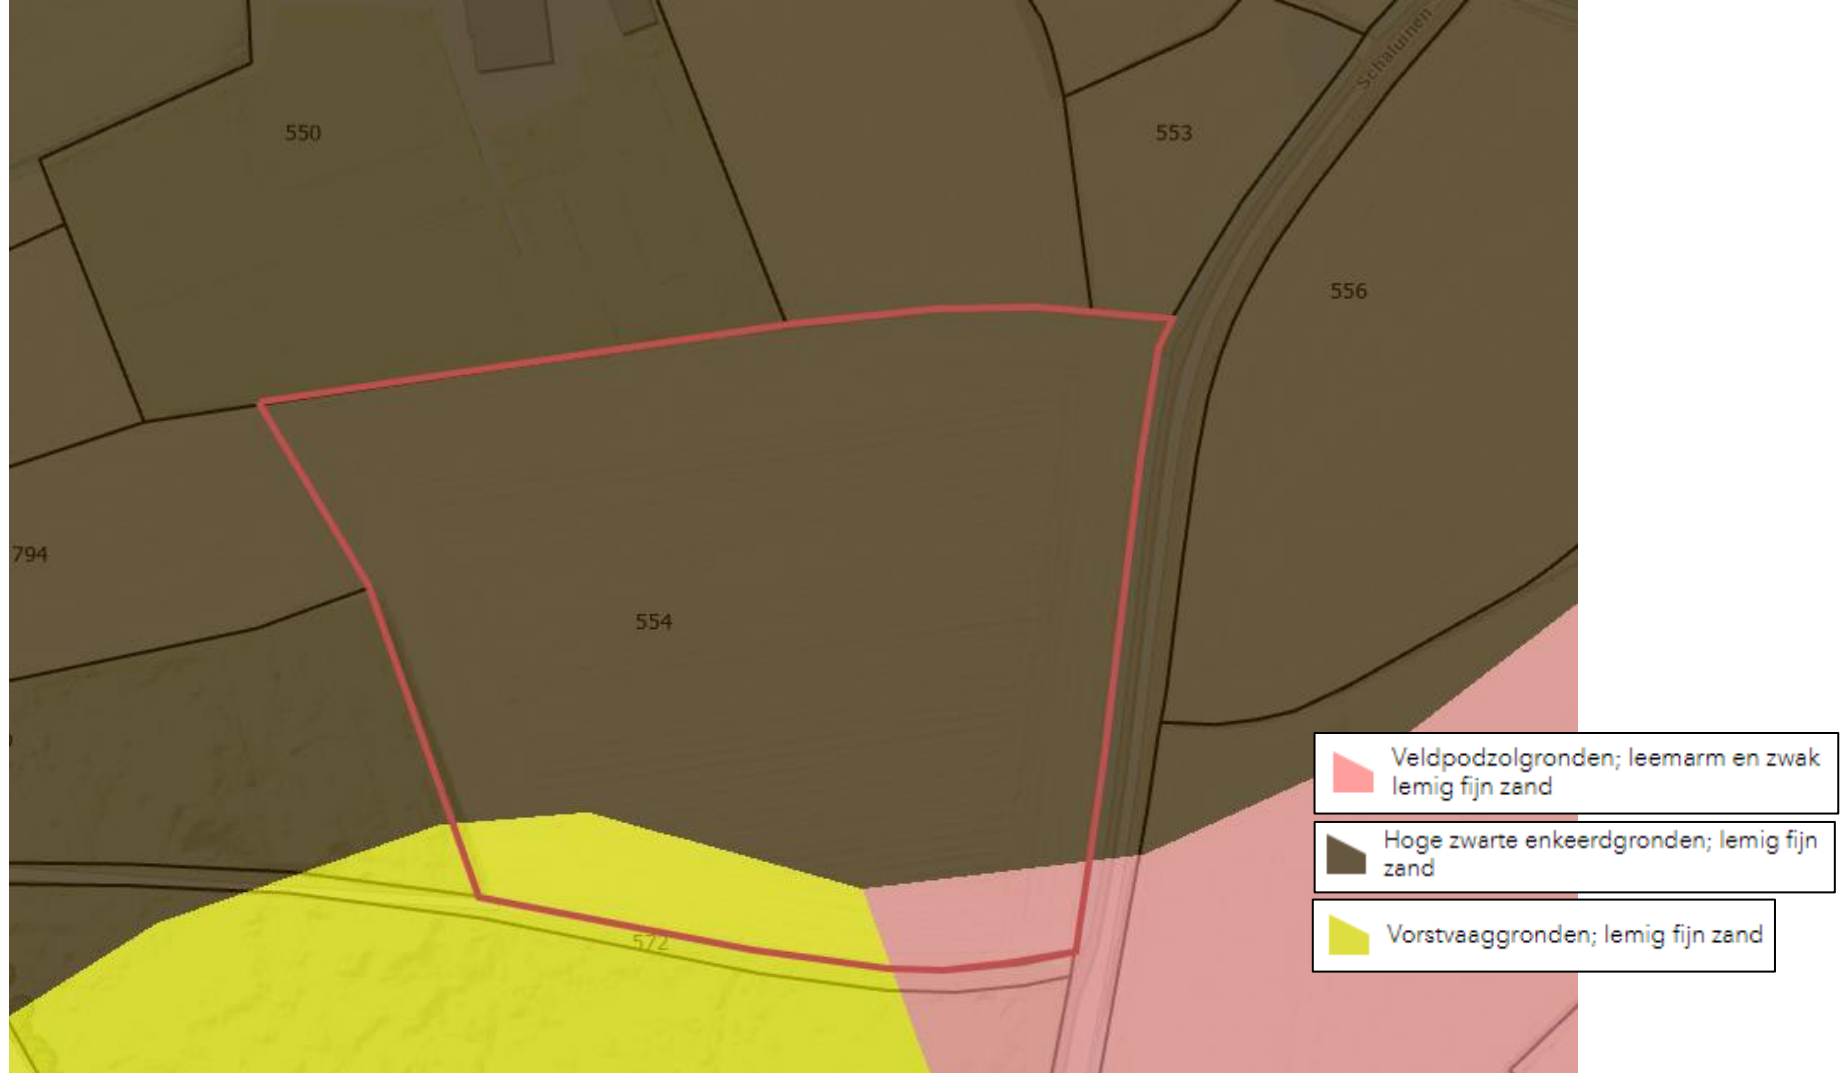 Schaluinen
550
553
556
794
554
572
Veldpodzolgronden; leemarm en zwak
lemig fijn zand
Hoge zwarte enkeerdgronden; lemig fijn
zand
Vorstvaaggronden; lemig fijn zand